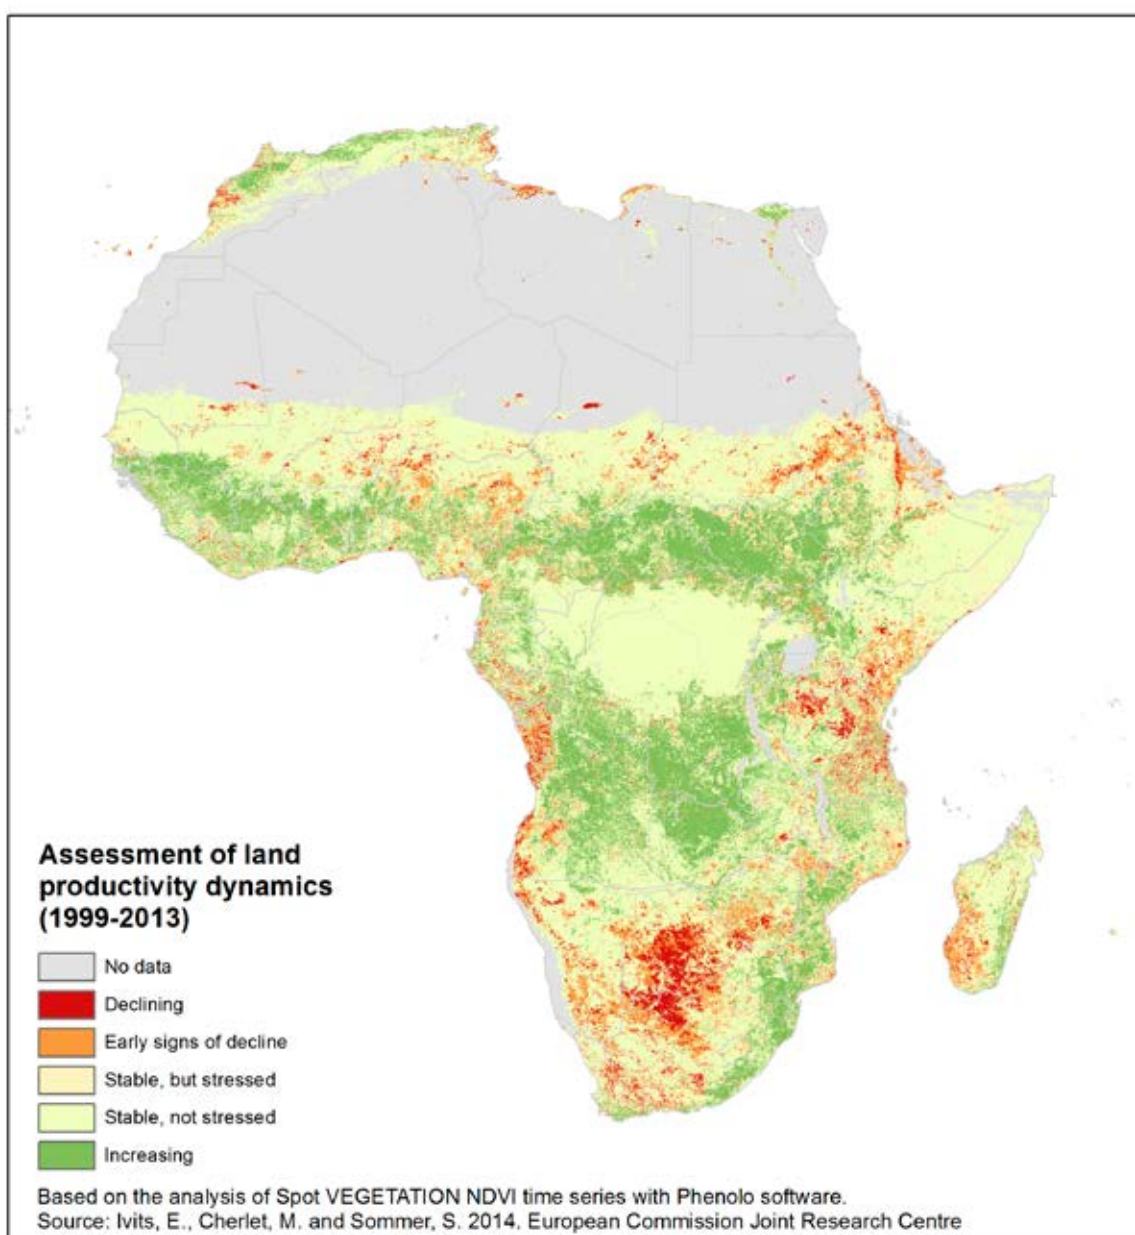 Assessment of land
productivity dynamics
(1999-2013)
No data
Declining
Early signs of decline
Stable, but stressed
Stable, not stressed
Increasing
Based on the analysis of Spot VEGETATION NDVI time series with Phenolo software.
Source: Ivits, E., Cherlet, M. and Sommer, S. 2014. European Commission Joint Research Centre